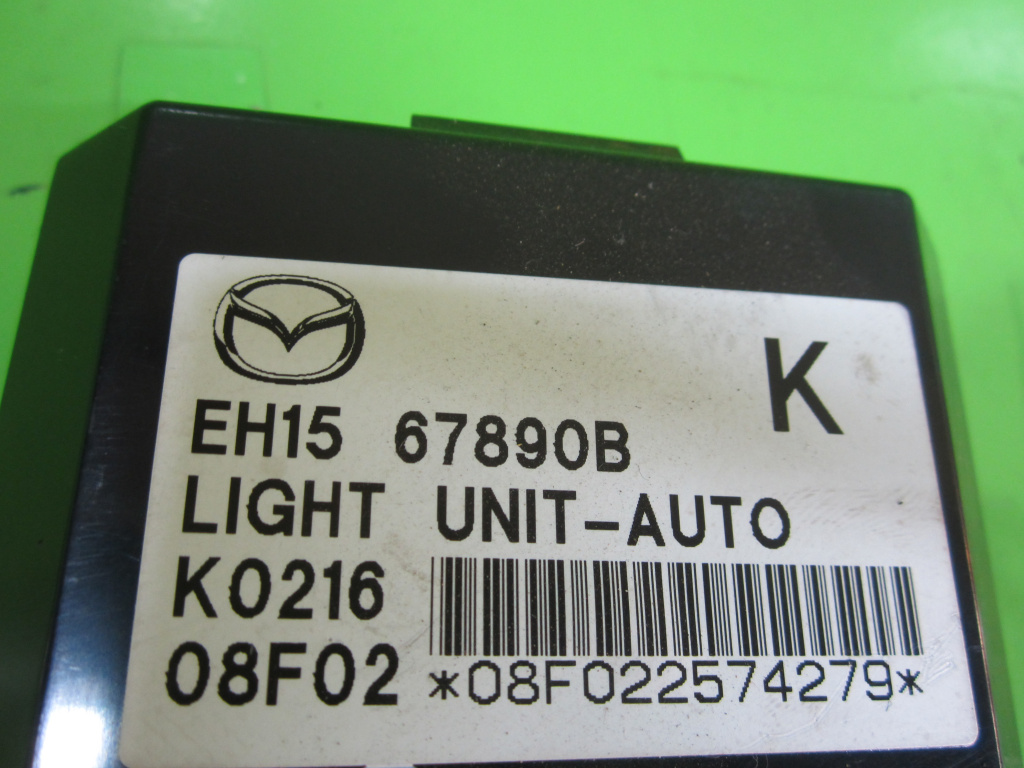 K
EH15 67890B
LIGHT UNIT-AUTO
K0216
08F02 *08F022574279*